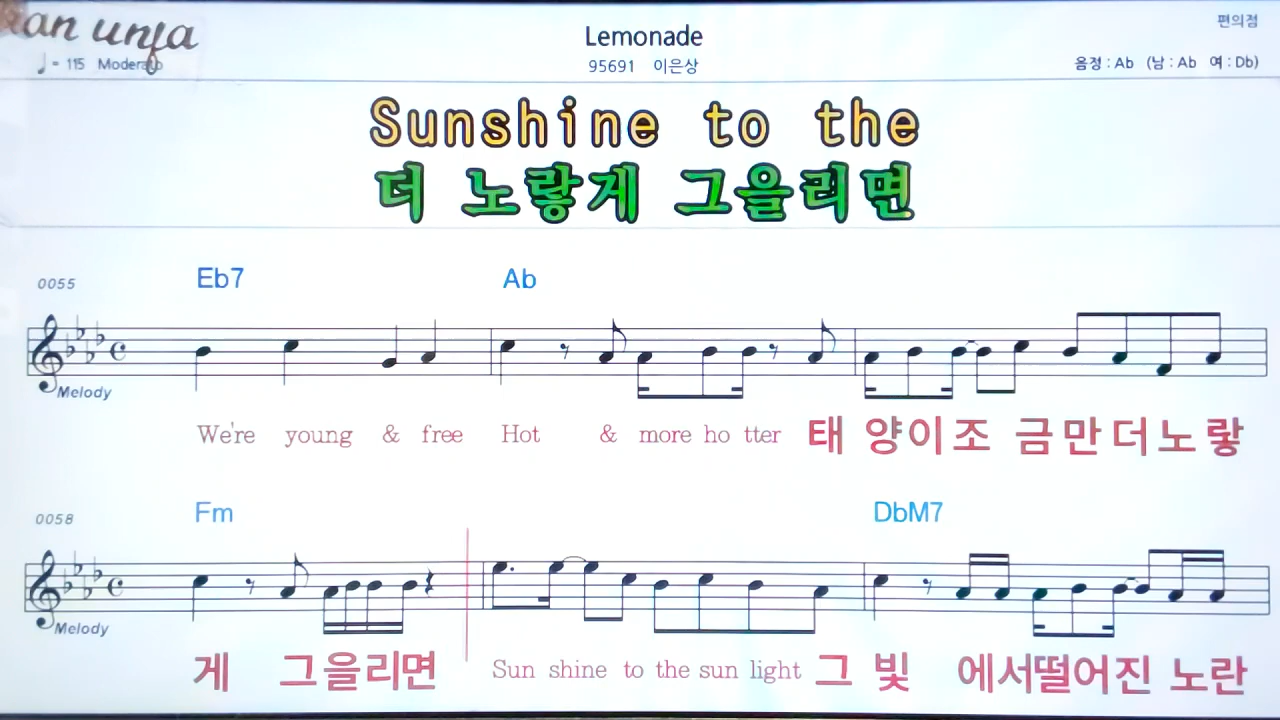 an unfa
Lemonade
편의점
♩= 115 Moderato
95691 이은상
음정 : Ab (남 : Ab 여 : Db)
Sunshine to the
더 노랗게 그을리면
Eb7 Ab
0055
Melody
We're young & free Hot & more ho tter 태 양이조 금만더노랗
Fm DbM7
0058
Melody
게 그을리면 Sun shine to the sun light 그 빛 에서떨어진 노란